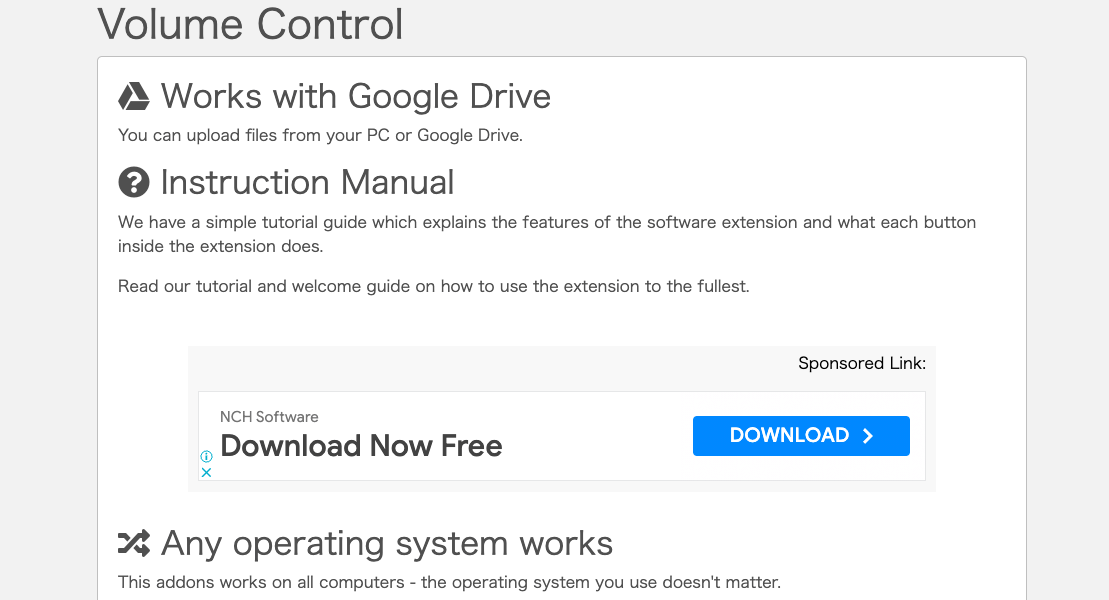 Volume Control
Works with Google Drive
You can upload files from your PC or Google Drive.
Instruction Manual
We have a simple tutorial guide which explains the features of the software extension and what each button
inside the extension does.
Read our tutorial and welcome guide on how to use the extension to the fullest.
Sponsored Link:
NCH Software
Download Now Free
DOWNLOAD
Any operating system works
This addons works on all computers - the operating system you use doesn't matter.